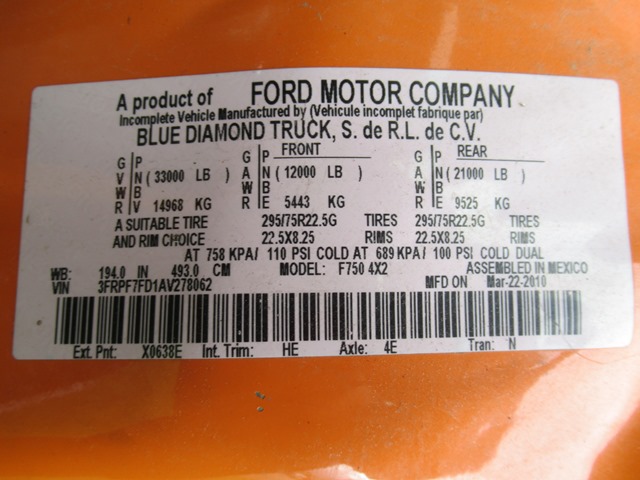 A product of FORD MOTOR COMPANY
Incomplete Vehicle Manufactured by (Vehicule incomplet fabrique par)
BLUE DIAMOND TRUCK, S. de R.L. de C.V.
FRONT REAR
G P G P G P
V N ( 33000 LB ) A N ( 12000 LB ) A N ( 21000 LB )
W B W B W B
R V 14968 KG R E 5443 KG R E 9525 KG
A SUITABLE TIRE 295/75R22.5G TIRES 295/75R22.5G
AND RIM CHOICE 22.5X8.25 RIMS 22.5X8.25
AT 758 KPA/ 110 PSI COLD AT 689 KPA/ 100 PSI COLD DUAL
WB: 194.0 IN 493.0 CM MODEL: F750 4X2 ASSEMBLED IN MEXICO
VIN 3FRPF7FD1AV278062 MFD ON Mar-22-2010
Ext. Pnt: X0638E Int. Trim: HE Axle: 4E Tran: N